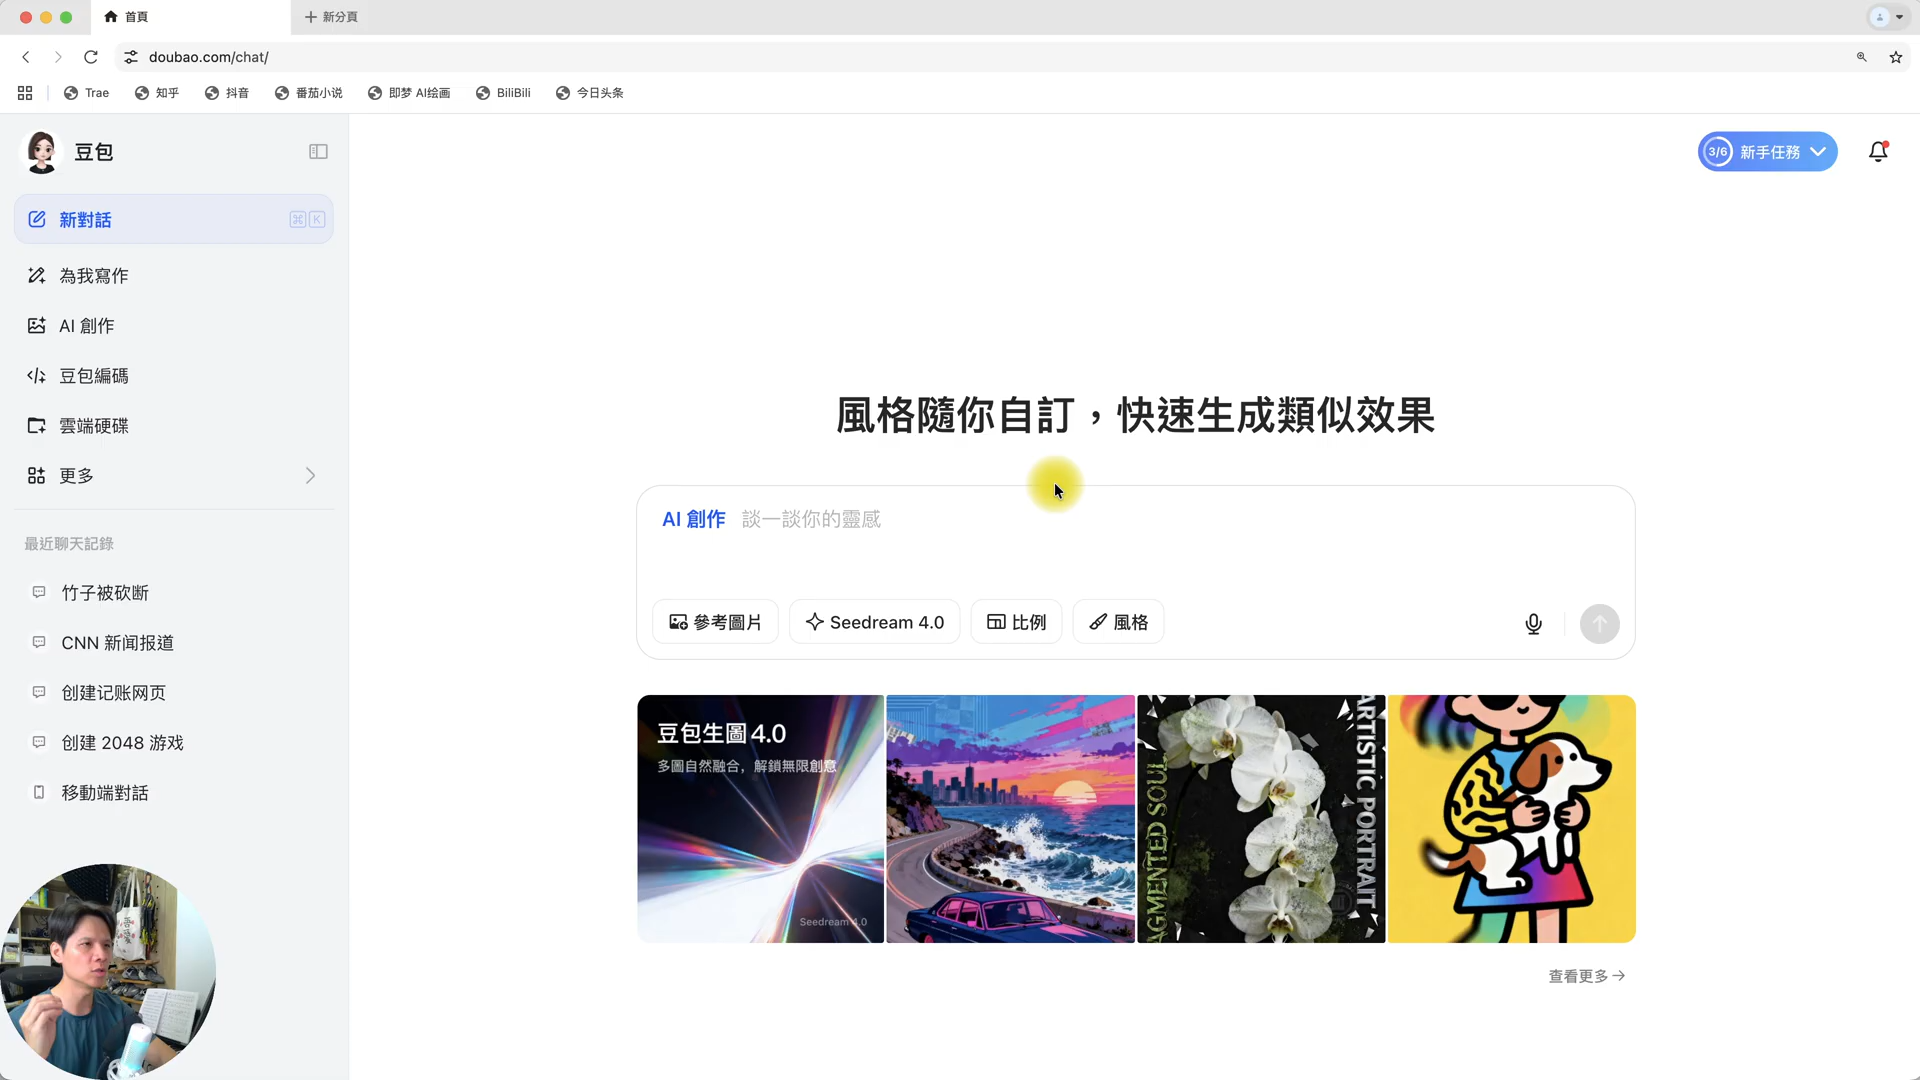 首頁
新分頁
doubao.com/chat/
Trae
知乎
抖音
番茄小说
即梦 AI绘画
BiliBili
今日头条
豆包
3/6 新手任務
新對話
⌘ K
為我寫作
AI 創作
豆包編碼
雲端硬碟
更多
最近聊天記錄
竹子被砍断
CNN 新闻报道
创建记账网页
创建 2048 游戏
移動端對話
風格隨你自訂，快速生成類似效果
AI 創作 談一談你的靈感
參考圖片
Seedream 4.0
比例
風格
豆包生圖 4.0
多圖自然融合，解鎖無限創意
Seedream 4.0
AGMENTED SOUL
ARTISTIC PORTRAIT
查看更多